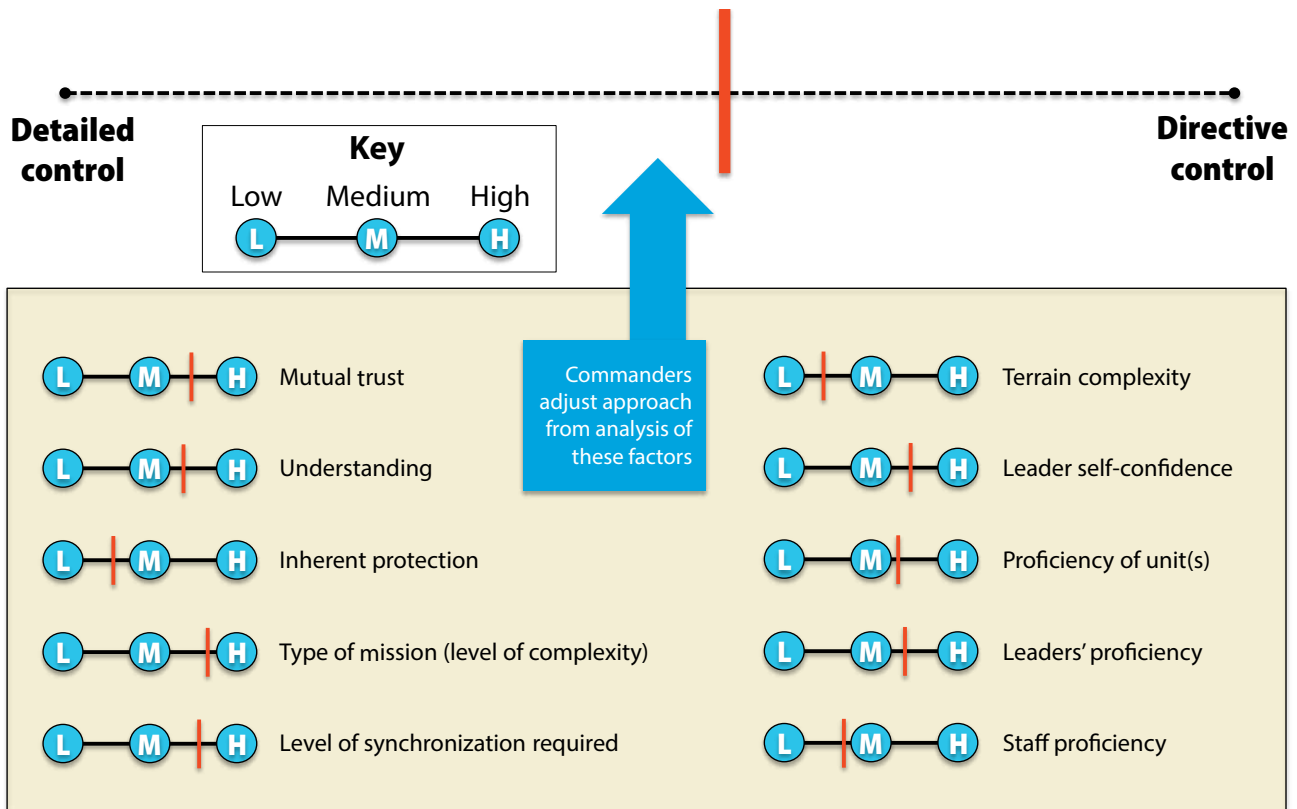 Detailed
control
Directive
control
Key
Low Medium High
L M H
Commanders
adjust approach
from analysis of
these factors
L M H Mutual trust
L M H Understanding
L M H Inherent protection
L M H Type of mission (level of complexity)
L M H Level of synchronization required
L M H Terrain complexity
L M H Leader self-confidence
L M H Proficiency of unit(s)
L M H Leaders’ proficiency
L M H Staff proficiency